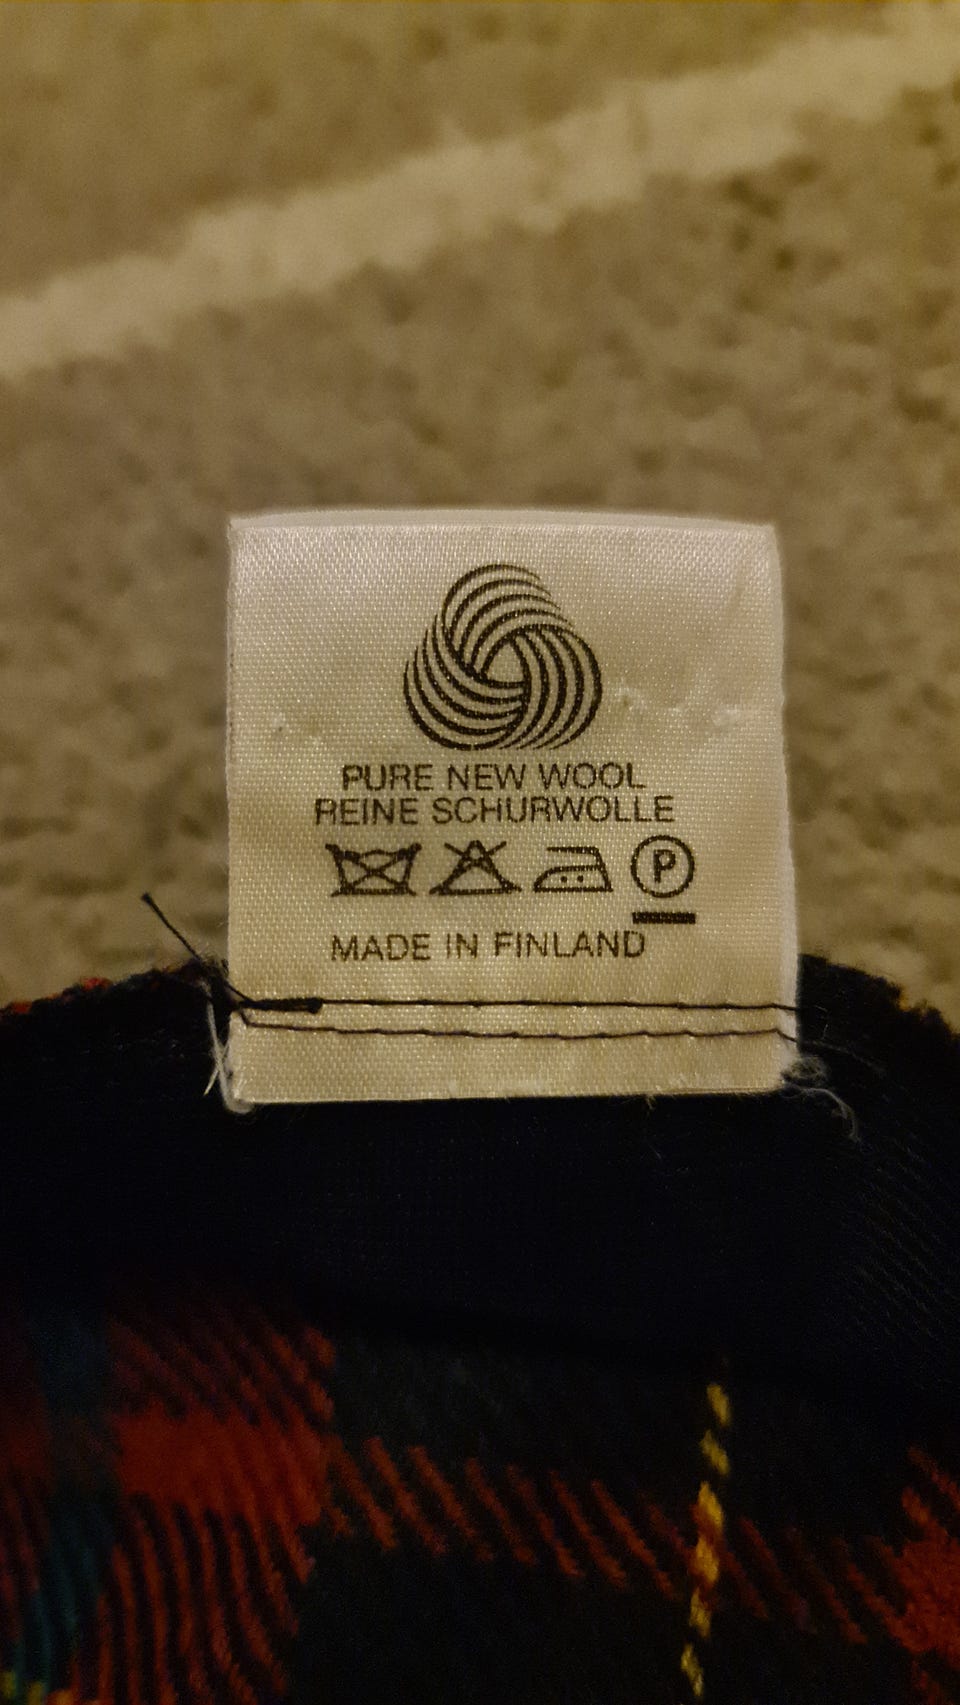 PURE NEW WOOL
REINE SCHURWOLLE
P
MADE IN FINLAND